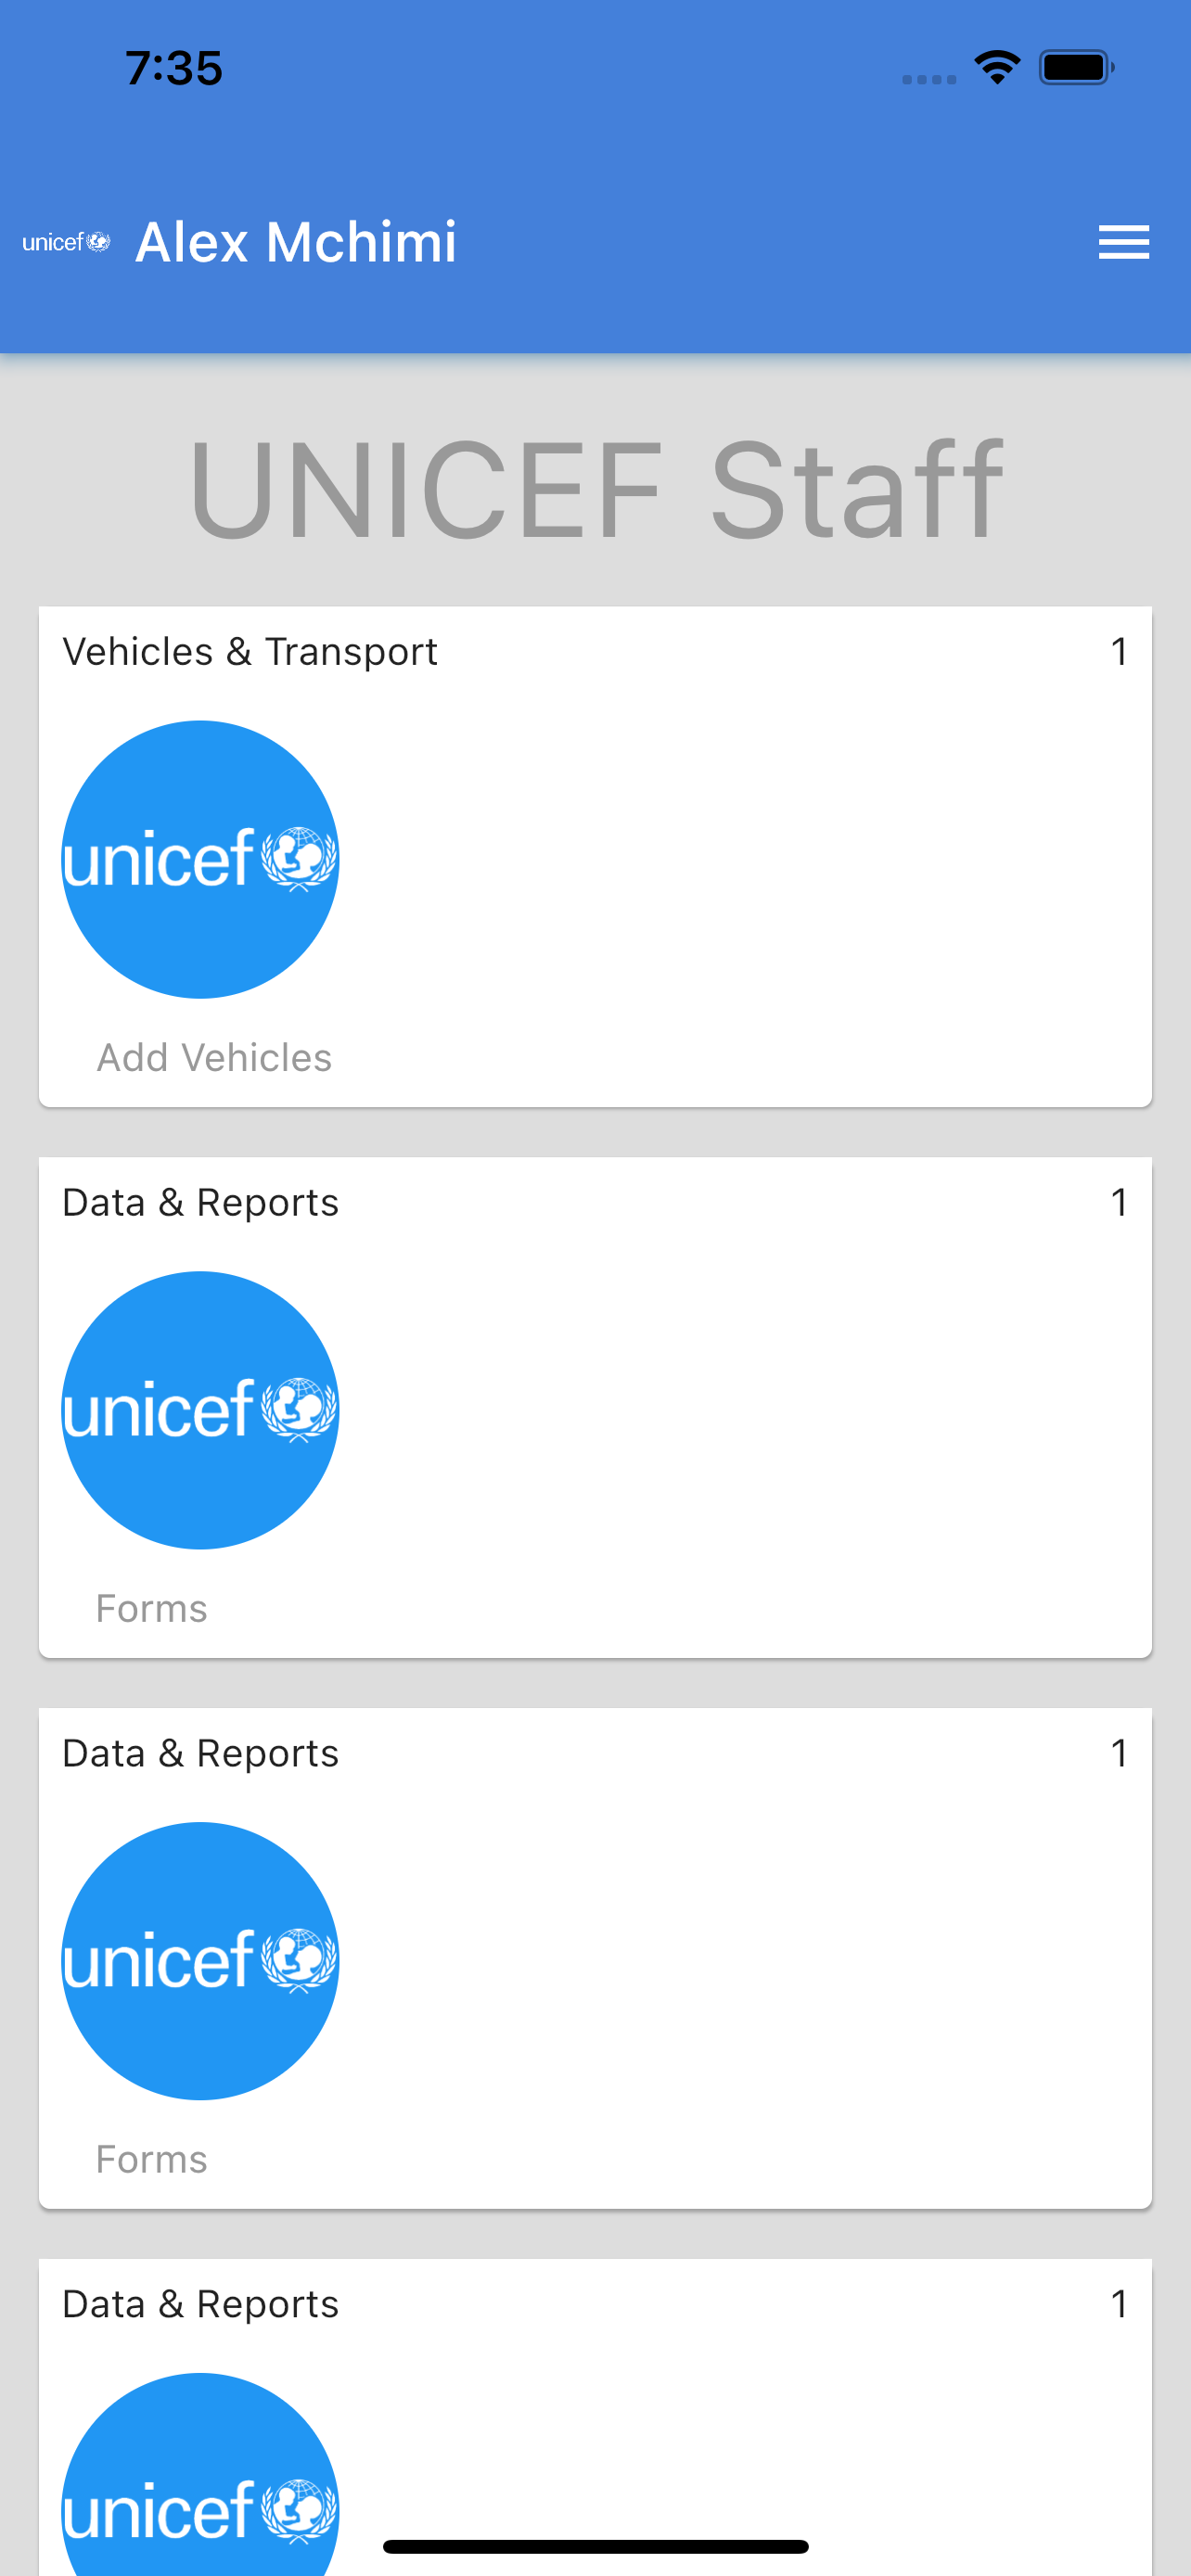 7:35
unicef Alex Mchimi
UNICEF Staff
Vehicles & Transport 1
unicef
Add Vehicles
Data & Reports 1
unicef
Forms
Data & Reports 1
unicef
Forms
Data & Reports 1
unicef